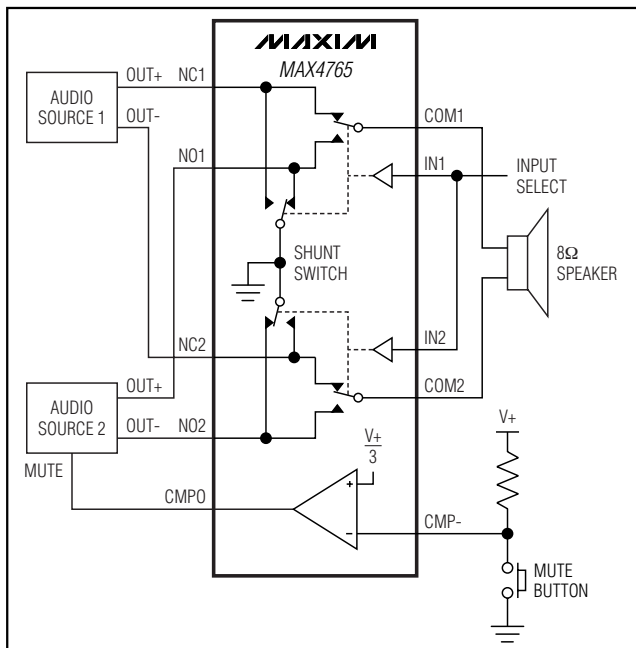 MAXIM
MAX4765
AUDIO
SOURCE 1
OUT+
OUT-
NC1
NO1
COM1
IN1
INPUT
SELECT
SHUNT
SWITCH
8Ω
SPEAKER
NC2
IN2
COM2
AUDIO
SOURCE 2
OUT+
OUT-
NO2
MUTE
CMPO
V+
3
+
-
CMP-
V+
MUTE
BUTTON